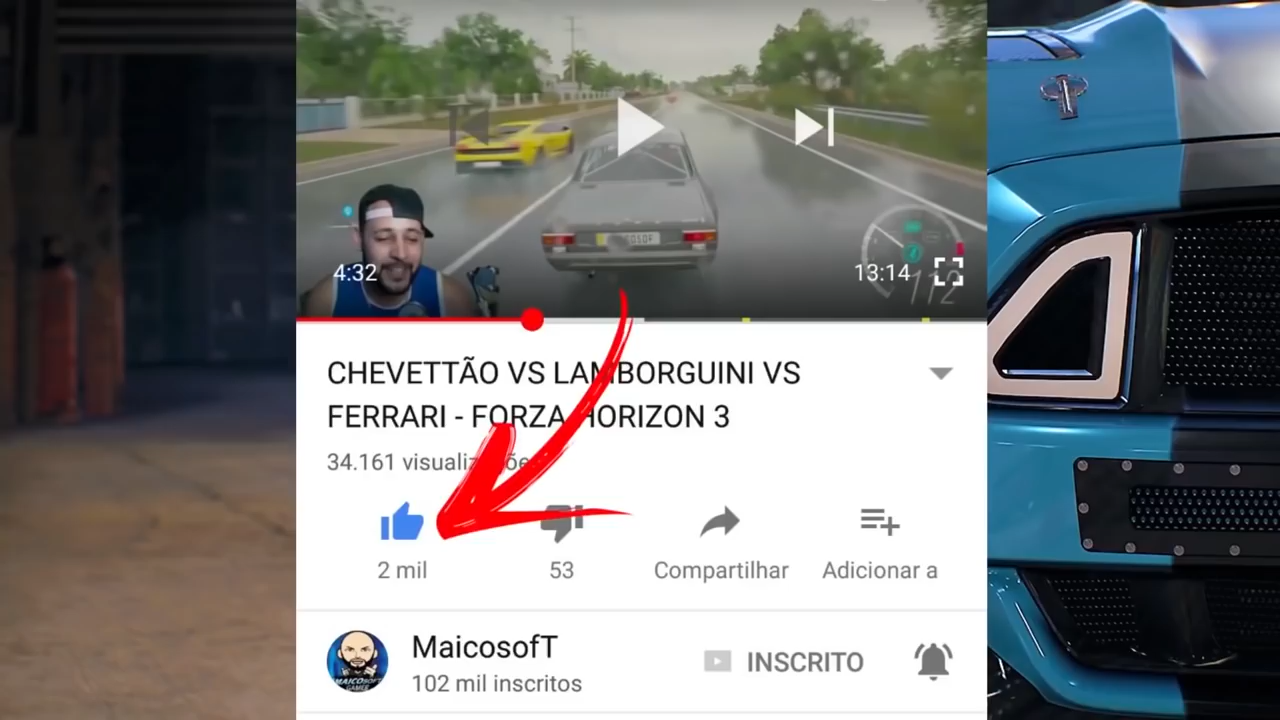 4:32
13:14
112
CHEVETTÃO VS LAMBORGUINI VS
FERRARI - FORZA HORIZON 3
34.161 visualizações
2 mil
53
Compartilhar
Adicionar a
MaicosofT
102 mil inscritos
INSCRITO